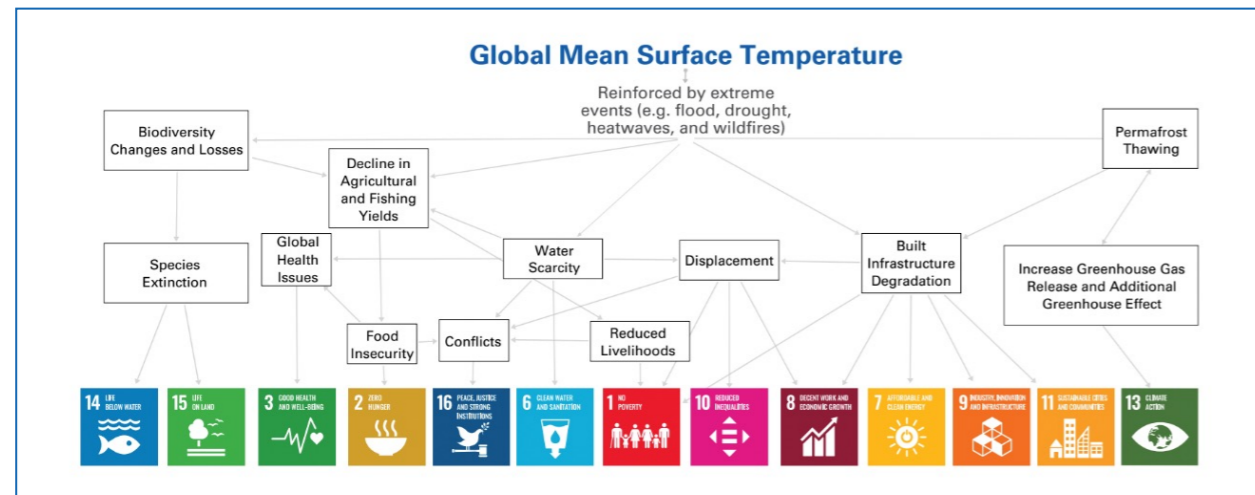 Global Mean Surface Temperature
Reinforced by extreme
events (e.g. flood, drought,
heatwaves, and wildfires)
Biodiversity
Changes and Losses
Permafrost
Thawing
Decline in
Agricultural
and Fishing
Yields
Species
Extinction
Global
Health
Issues
Water
Scarcity
Displacement
Built
Infrastructure
Degradation
Increase Greenhouse Gas
Release and Additional
Greenhouse Effect
Food
Insecurity
Conflicts
Reduced
Livelihoods
14 LIFE
BELOW WATER
15 LIFE
ON LAND
3 GOOD HEALTH
AND WELL-BEING
2 ZERO
HUNGER
16 PEACE, JUSTICE
AND STRONG
INSTITUTIONS
6 CLEAN WATER
AND SANITATION
1 NO
POVERTY
10 REDUCED
INEQUALITIES
8 DECENT WORK AND
ECONOMIC GROWTH
7 AFFORDABLE AND
CLEAN ENERGY
9 INDUSTRY, INNOVATION
AND INFRASTRUCTURE
11 SUSTAINABLE CITIES
AND COMMUNITIES
13 CLIMATE
ACTION